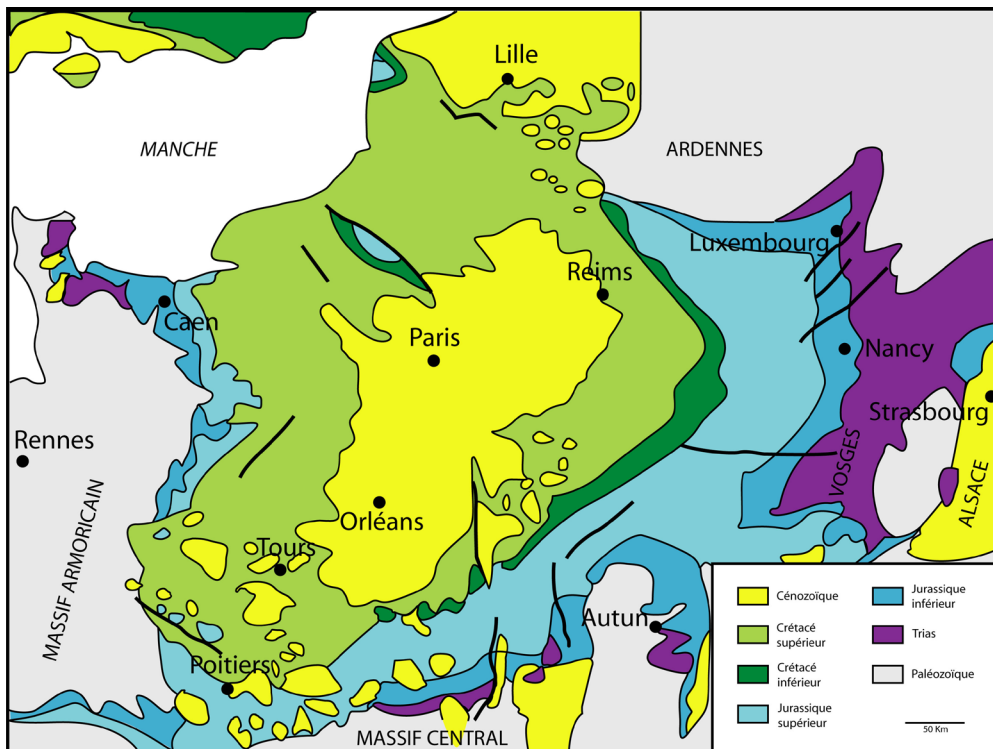 Lille
MANCHE
ARDENNES
Luxembourg
Reims
Caen
Paris
Nancy
Strasbourg
Rennes
VOSGES
ALSACE
Orléans
MASSIF ARMORICAIN
Tours
Autun
Poitiers
MASSIF CENTRAL
Cénozoïque
Crétacé
supérieur
Crétacé
inférieur
Jurassique
supérieur
Jurassique
inférieur
Trias
Paléozoïque
50 Km